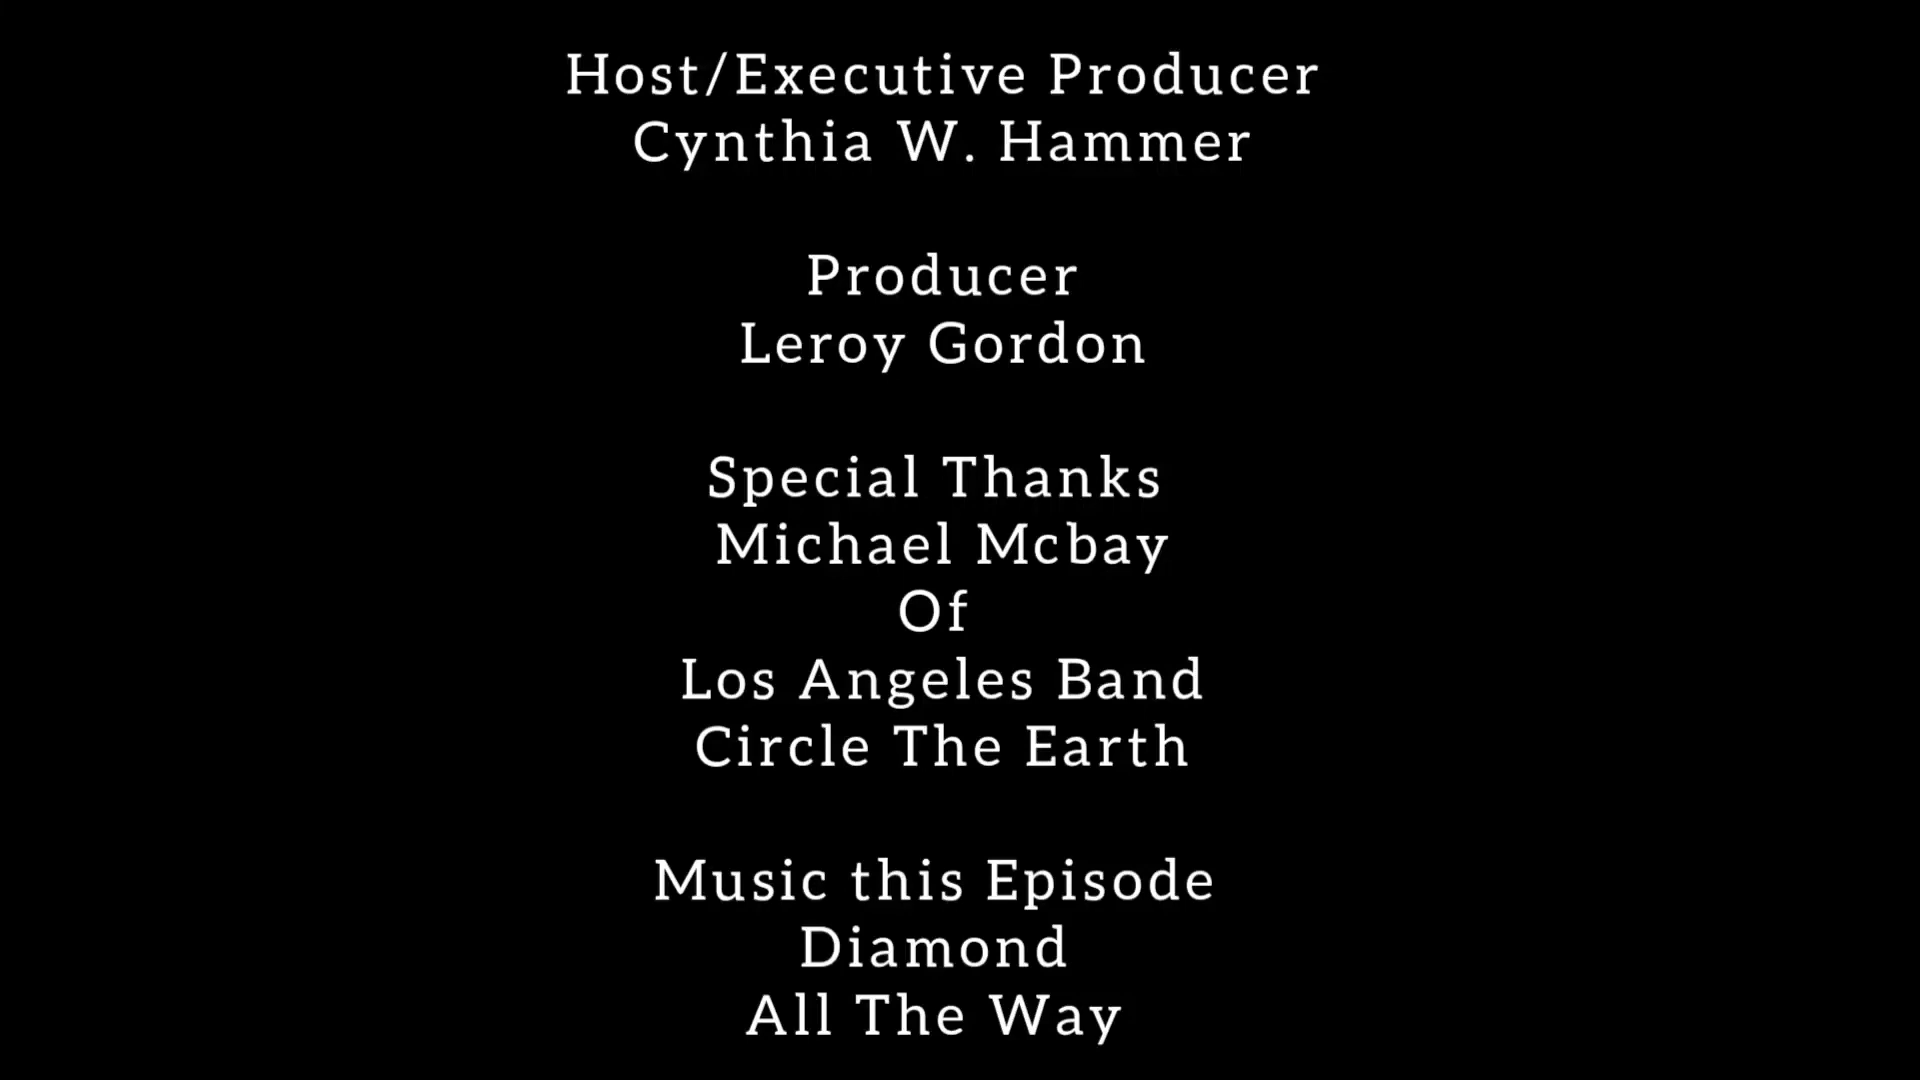 Host/Executive Producer
Cynthia W. Hammer
Producer
Leroy Gordon
Special Thanks
Michael Mcbay
Of
Los Angeles Band
Circle The Earth
Music this Episode
Diamond
All The Way